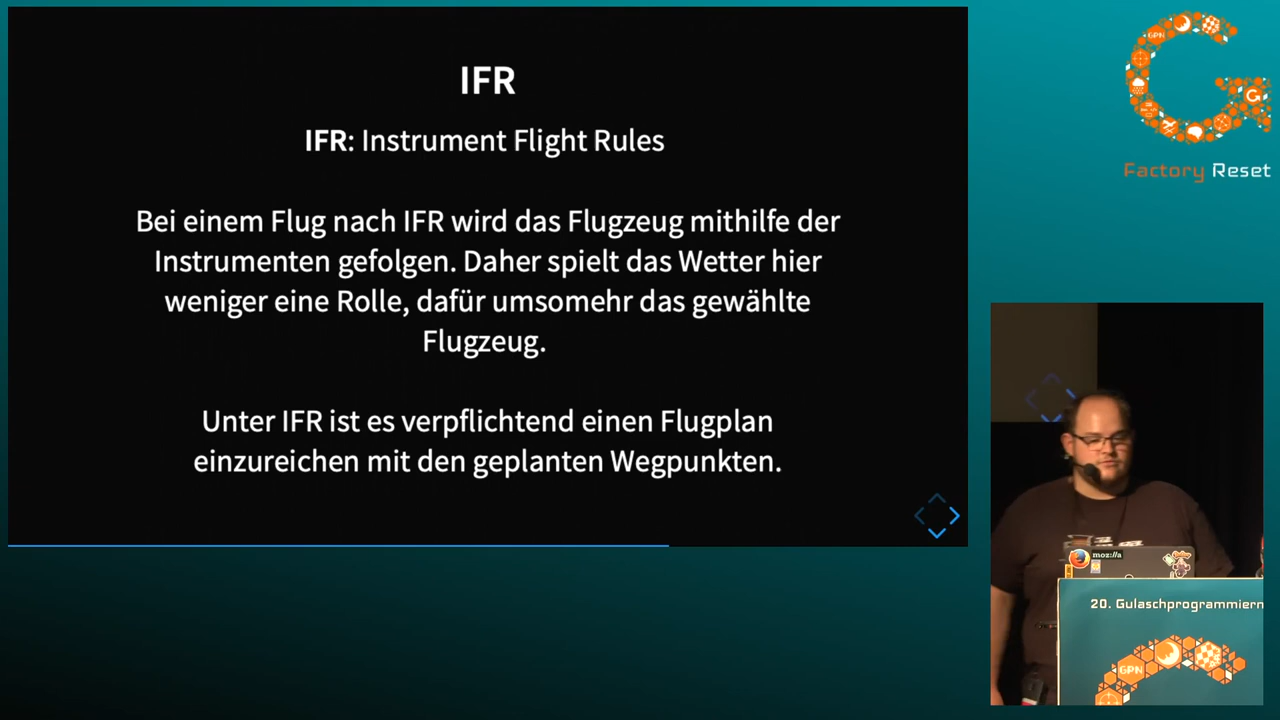 IFR
IFR: Instrument Flight Rules
Bei einem Flug nach IFR wird das Flugzeug mithilfe der
Instrumenten gefolgen. Daher spielt das Wetter hier
weniger eine Rolle, dafür umsomehr das gewählte
Flugzeug.
Unter IFR ist es verpflichtend einen Flugplan
einzureichen mit den geplanten Wegpunkten.
GPN
G
Factory Reset
moz://a
20. Gulaschprogrammiern
GPN